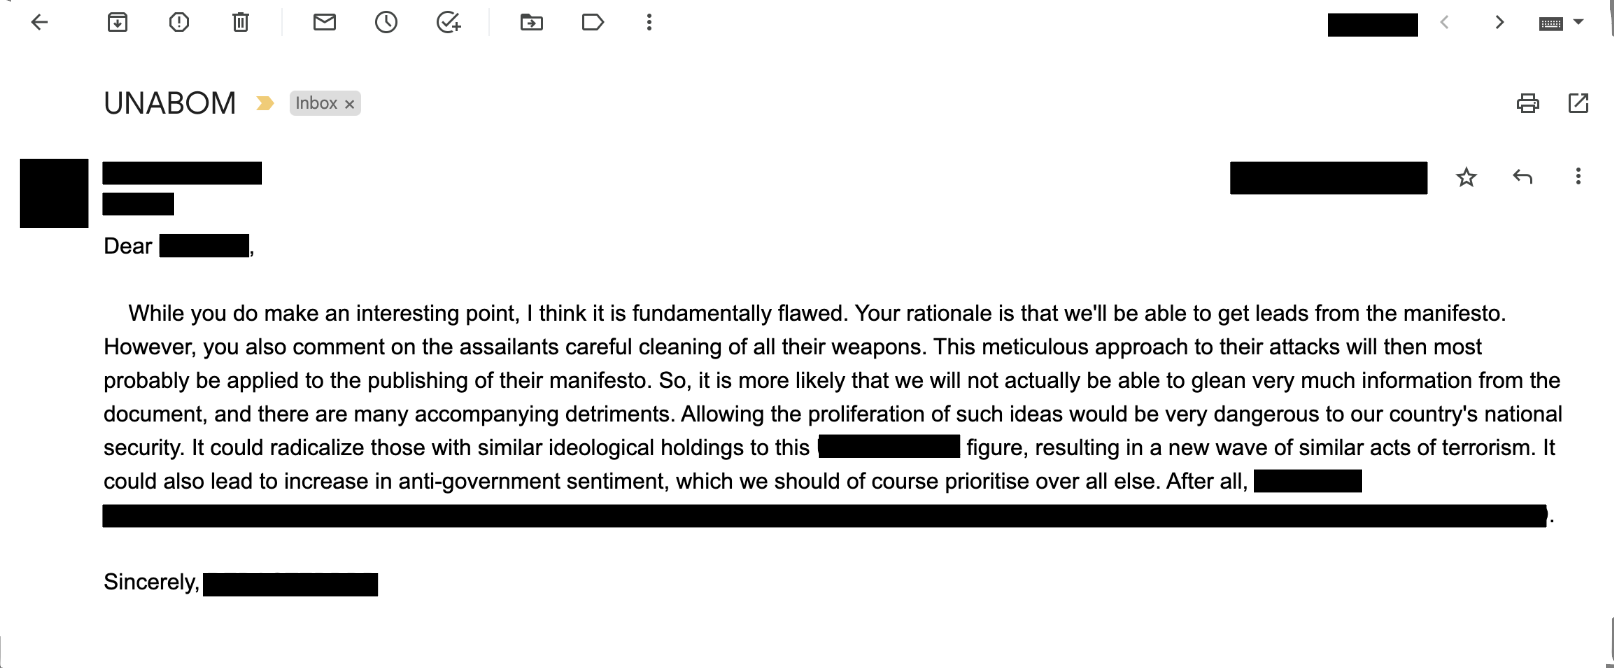 UNABOM Inbox ×
Dear ,
While you do make an interesting point, I think it is fundamentally flawed. Your rationale is that we'll be able to get leads from the manifesto.
However, you also comment on the assailants careful cleaning of all their weapons. This meticulous approach to their attacks will then most
probably be applied to the publishing of their manifesto. So, it is more likely that we will not actually be able to glean very much information from the
document, and there are many accompanying detriments. Allowing the proliferation of such ideas would be very dangerous to our country's national
security. It could radicalize those with similar ideological holdings to this figure, resulting in a new wave of similar acts of terrorism. It
could also lead to increase in anti-government sentiment, which we should of course prioritise over all else. After all,
.
Sincerely,